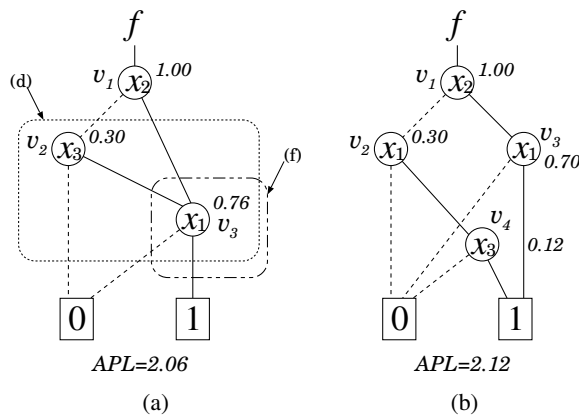 f
(d)
v1 x2 1.00
v2 x3 0.30
(f)
0.76
x1 v3
0 1
APL=2.06
(a)
f
v1 x2 1.00
v2 x1 0.30
x1 v3
0.70
v4
x3 0.12
0 1
APL=2.12
(b)